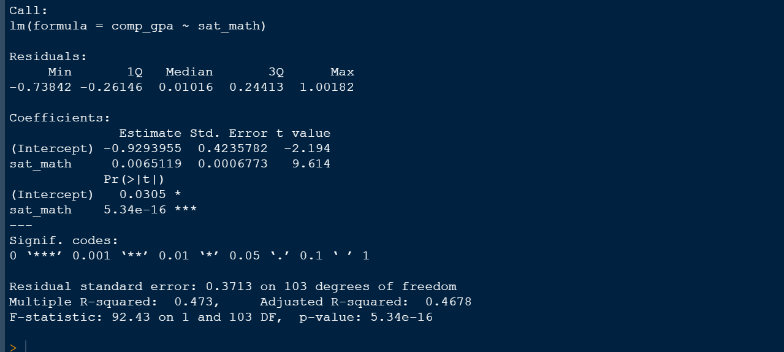 Call:
lm(formula = comp_gpa ~ sat_math)
Residuals:
Min 1Q Median 3Q Max
-0.73842 -0.26146 0.01016 0.24413 1.00182
Coefficients:
Estimate Std. Error t value
(Intercept) -0.9293955 0.4235782 -2.194
sat_math 0.0065119 0.0006773 9.614
Pr(>|t|)
(Intercept) 0.0305 *
sat_math 5.34e-16 ***
---
Signif. codes:
0 ‘***’ 0.001 ‘**’ 0.01 ‘*’ 0.05 ‘.’ 0.1 ‘ ’ 1
Residual standard error: 0.3713 on 103 degrees of freedom
Multiple R-squared: 0.473, Adjusted R-squared: 0.4678
F-statistic: 92.43 on 1 and 103 DF, p-value: 5.34e-16
>